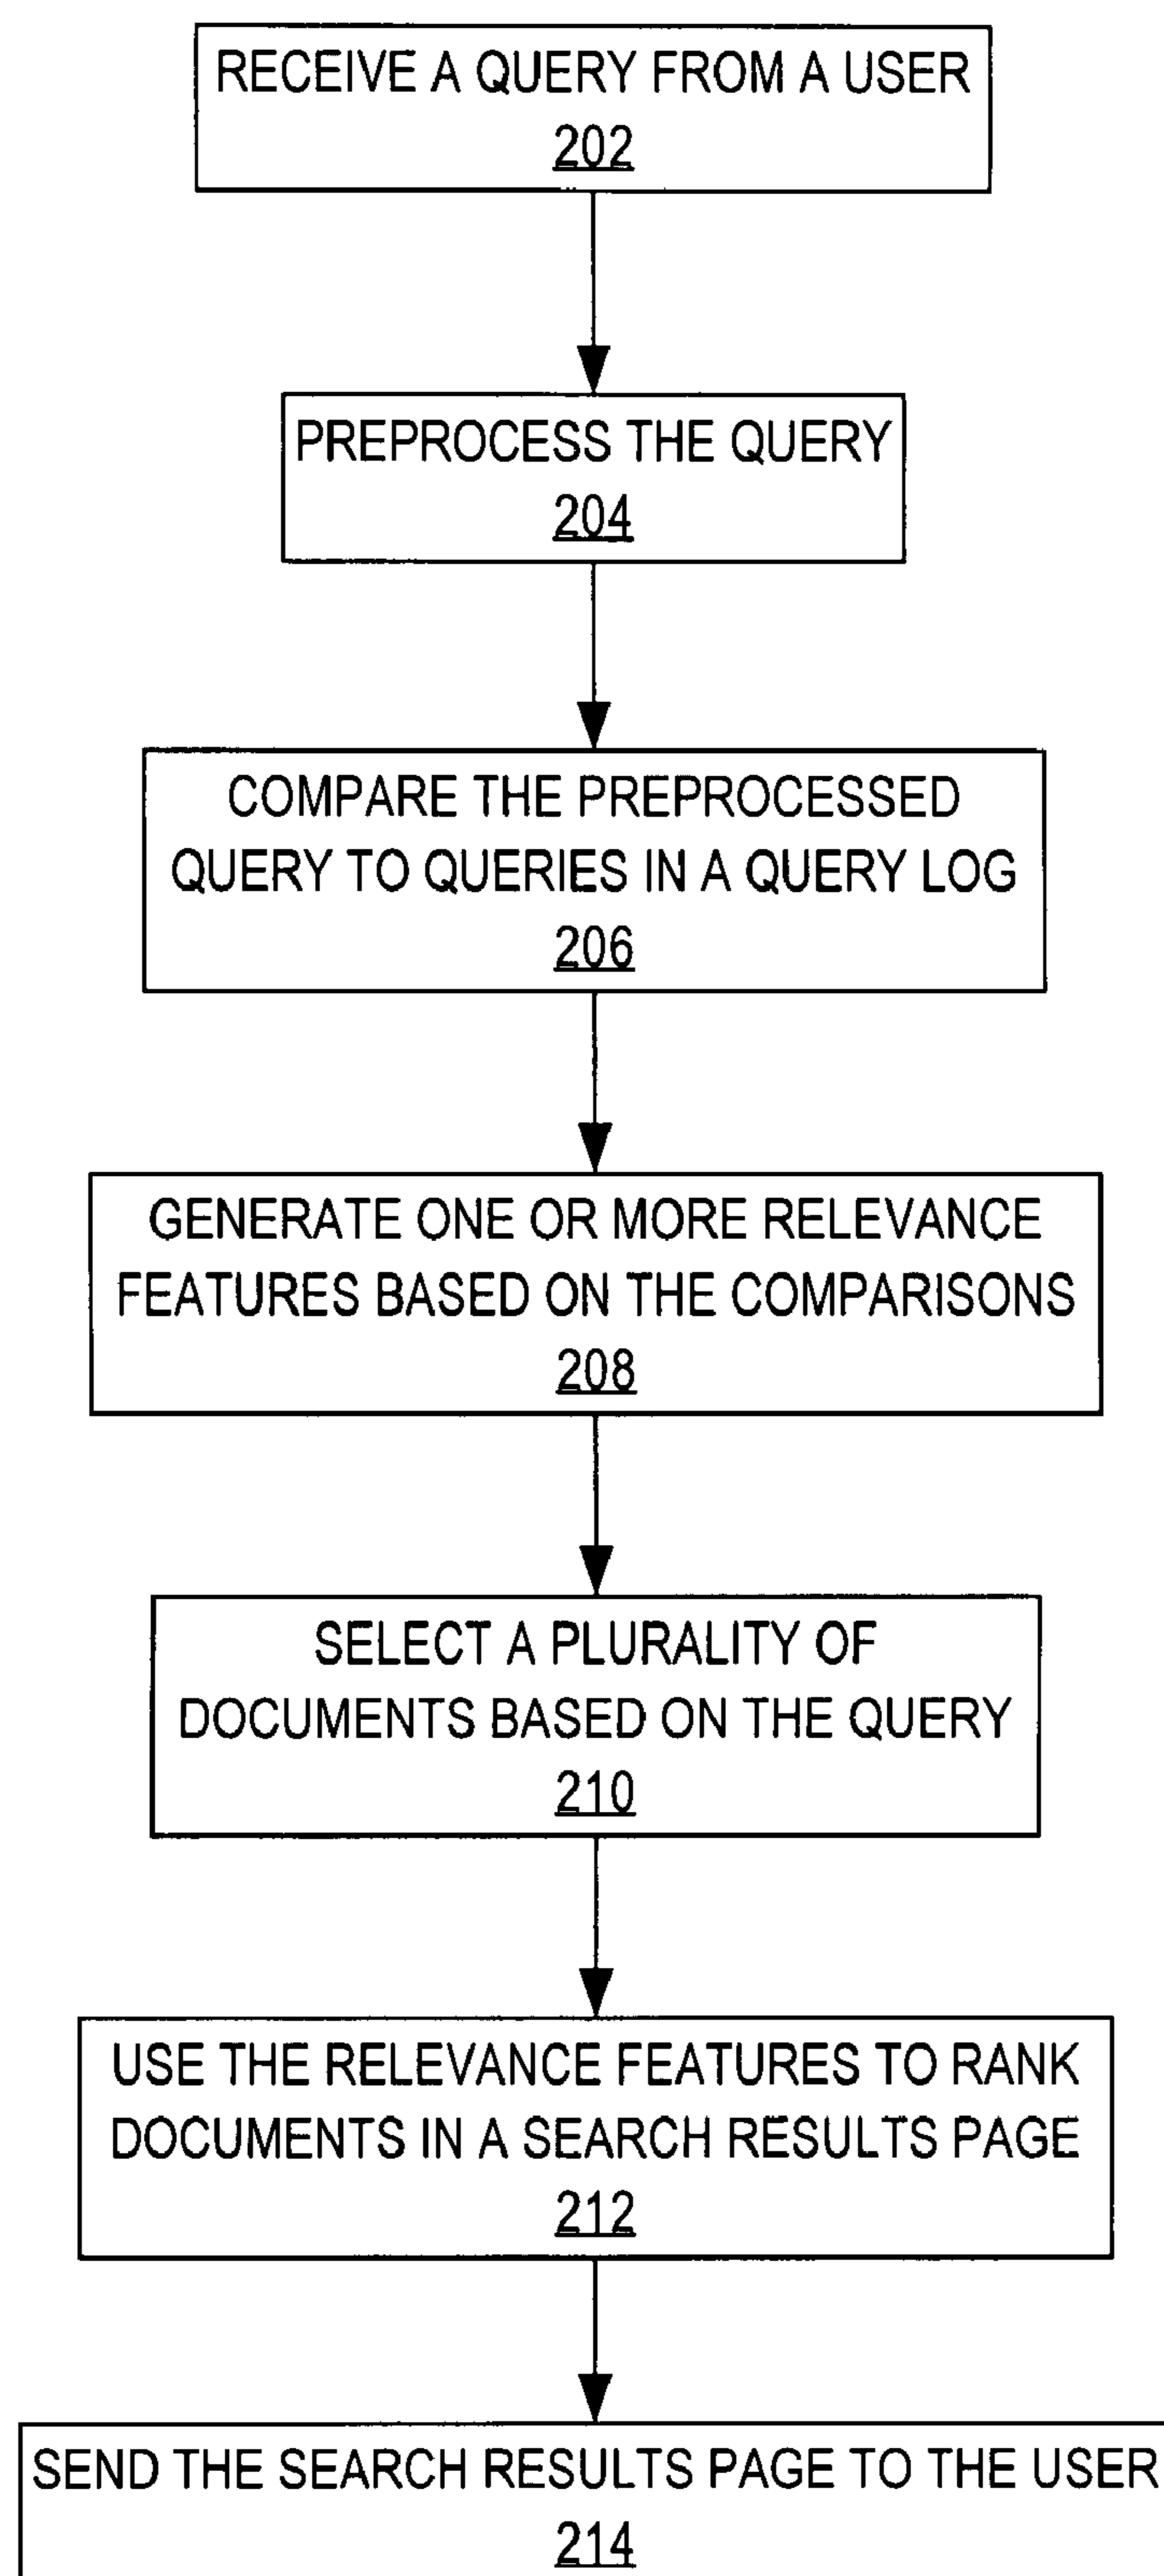 RECEIVE A QUERY FROM A USER
202
PREPROCESS THE QUERY
204
COMPARE THE PREPROCESSED
QUERY TO QUERIES IN A QUERY LOG
206
GENERATE ONE OR MORE RELEVANCE
FEATURES BASED ON THE COMPARISONS
208
SELECT A PLURALITY OF
DOCUMENTS BASED ON THE QUERY
210
USE THE RELEVANCE FEATURES TO RANK
DOCUMENTS IN A SEARCH RESULTS PAGE
212
SEND THE SEARCH RESULTS PAGE TO THE USER
214